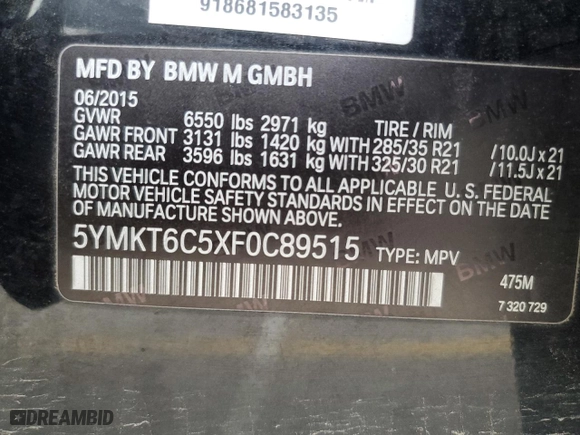 918681583135
MFD BY BMW M GMBH
06/2015
GVWR 6550 lbs 2971 kg TIRE / RIM
GAWR FRONT 3131 lbs 1420 kg WITH 285/35 R21 /10.0J x 21
GAWR REAR 3596 lbs 1631 kg WITH 325/30 R21 /11.5J x 21
THIS VEHICLE CONFORMS TO ALL APPLICABLE U. S. FEDERAL
MOTOR VEHICLE SAFETY STANDARDS IN EFFECT ON THE DATE
OF MANUFACTURE SHOWN ABOVE.
5YMKT6C5XF0C89515 TYPE: MPV
475M
7 320 729
DREAMBID